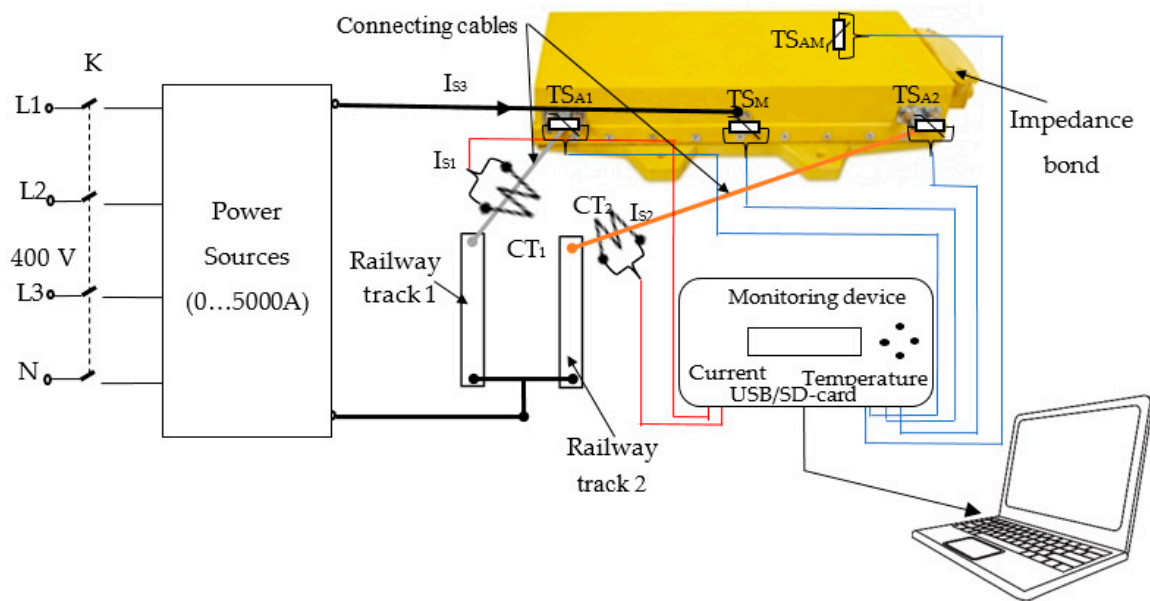 Connecting cables
TSAM
K
IS3
TSA1
TSM
TSA2
L1
Impedance
bond
IS1
L2
Power
Sources
(0…5000A)
CT2
IS2
400 V
CT1
Railway
track 1
L3
Monitoring device
N
Current
Temperature
USB/SD-card
Railway
track 2